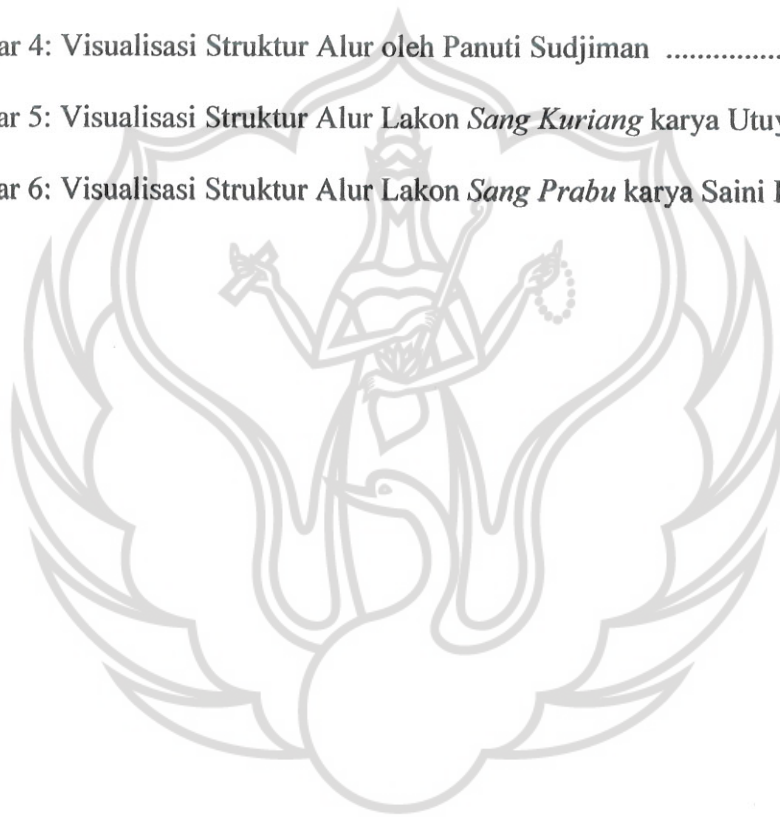 ar 4: Visualisasi Struktur Alur oleh Panuti Sudjiman ................
ar 5: Visualisasi Struktur Alur Lakon Sang Kuriang karya Utuy
ar 6: Visualisasi Struktur Alur Lakon Sang Prabu karya Saini